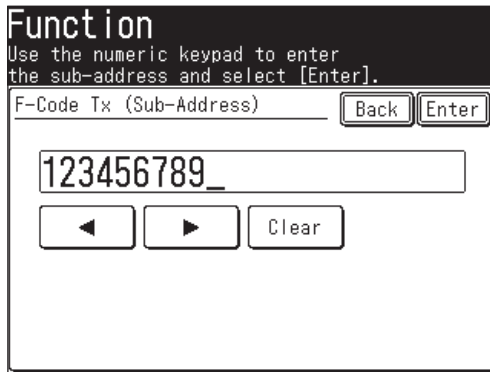 Function
Use the numeric keypad to enter
the sub-address and select [Enter].
F-Code Tx (Sub-Address)
Back Enter
123456789_
◀ ▶ Clear